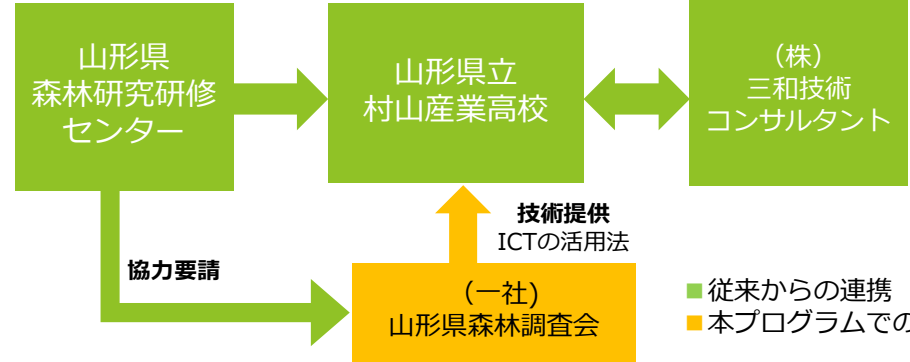 山形県
森林研究研修
センター
山形県立
村山産業高校
（株）
三和技術
コンサルタント
技術提供
ICTの活用法
協力要請
（一社)
山形県森林調査会
■従来からの連携
■本プログラムでの